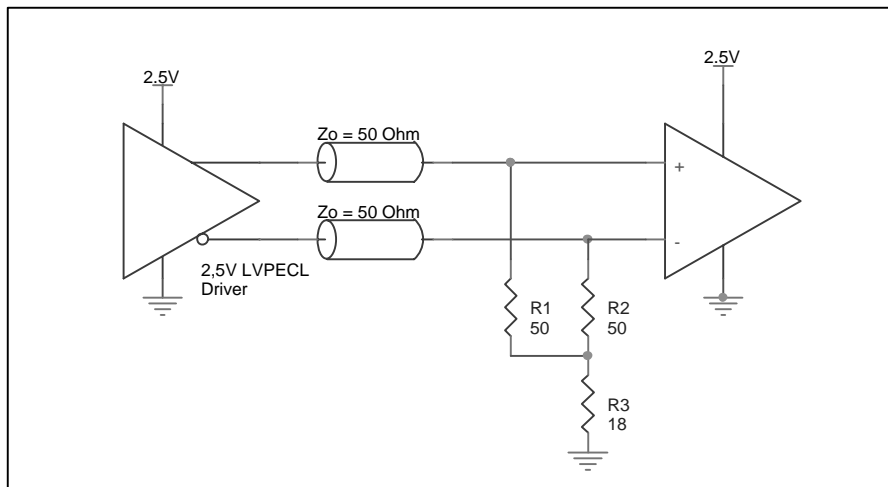 2.5V
2.5V
Zo = 50 Ohm
+
Zo = 50 Ohm
-
2,5V LVPECL
Driver
R1
50
R2
50
R3
18